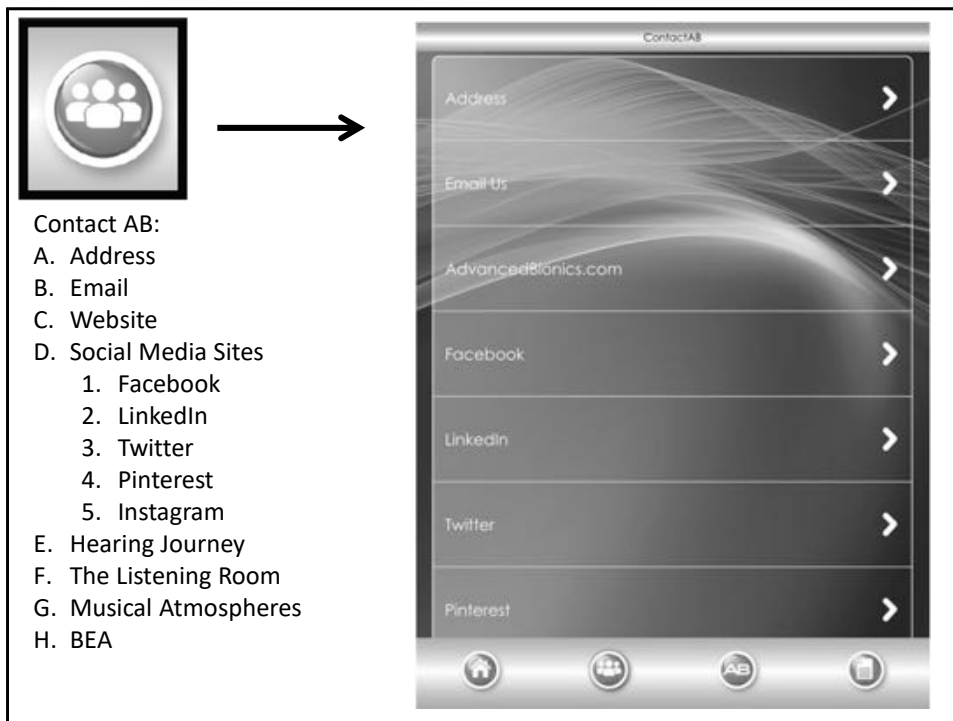 Contact AB:
A. Address
B. Email
C. Website
D. Social Media Sites
1. Facebook
2. LinkedIn
3. Twitter
4. Pinterest
5. Instagram
E. Hearing Journey
F. The Listening Room
G. Musical Atmospheres
H. BEA
ContactAB
Address
Email Us
AdvancedBionics.com
Facebook
LinkedIn
Twitter
Pinterest
AB